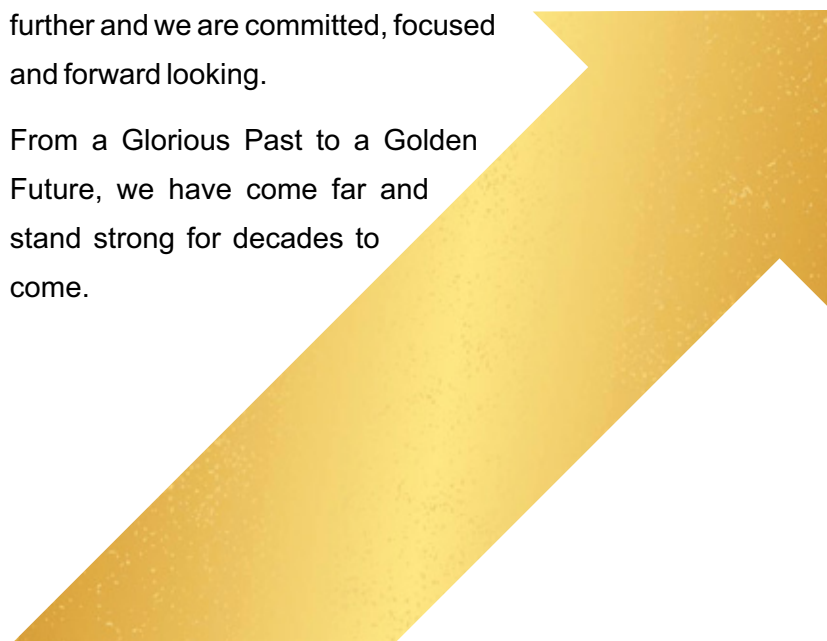 further and we are committed, focused
and forward looking.
From a Glorious Past to a Golden
Future, we have come far and
stand strong for decades to
come.